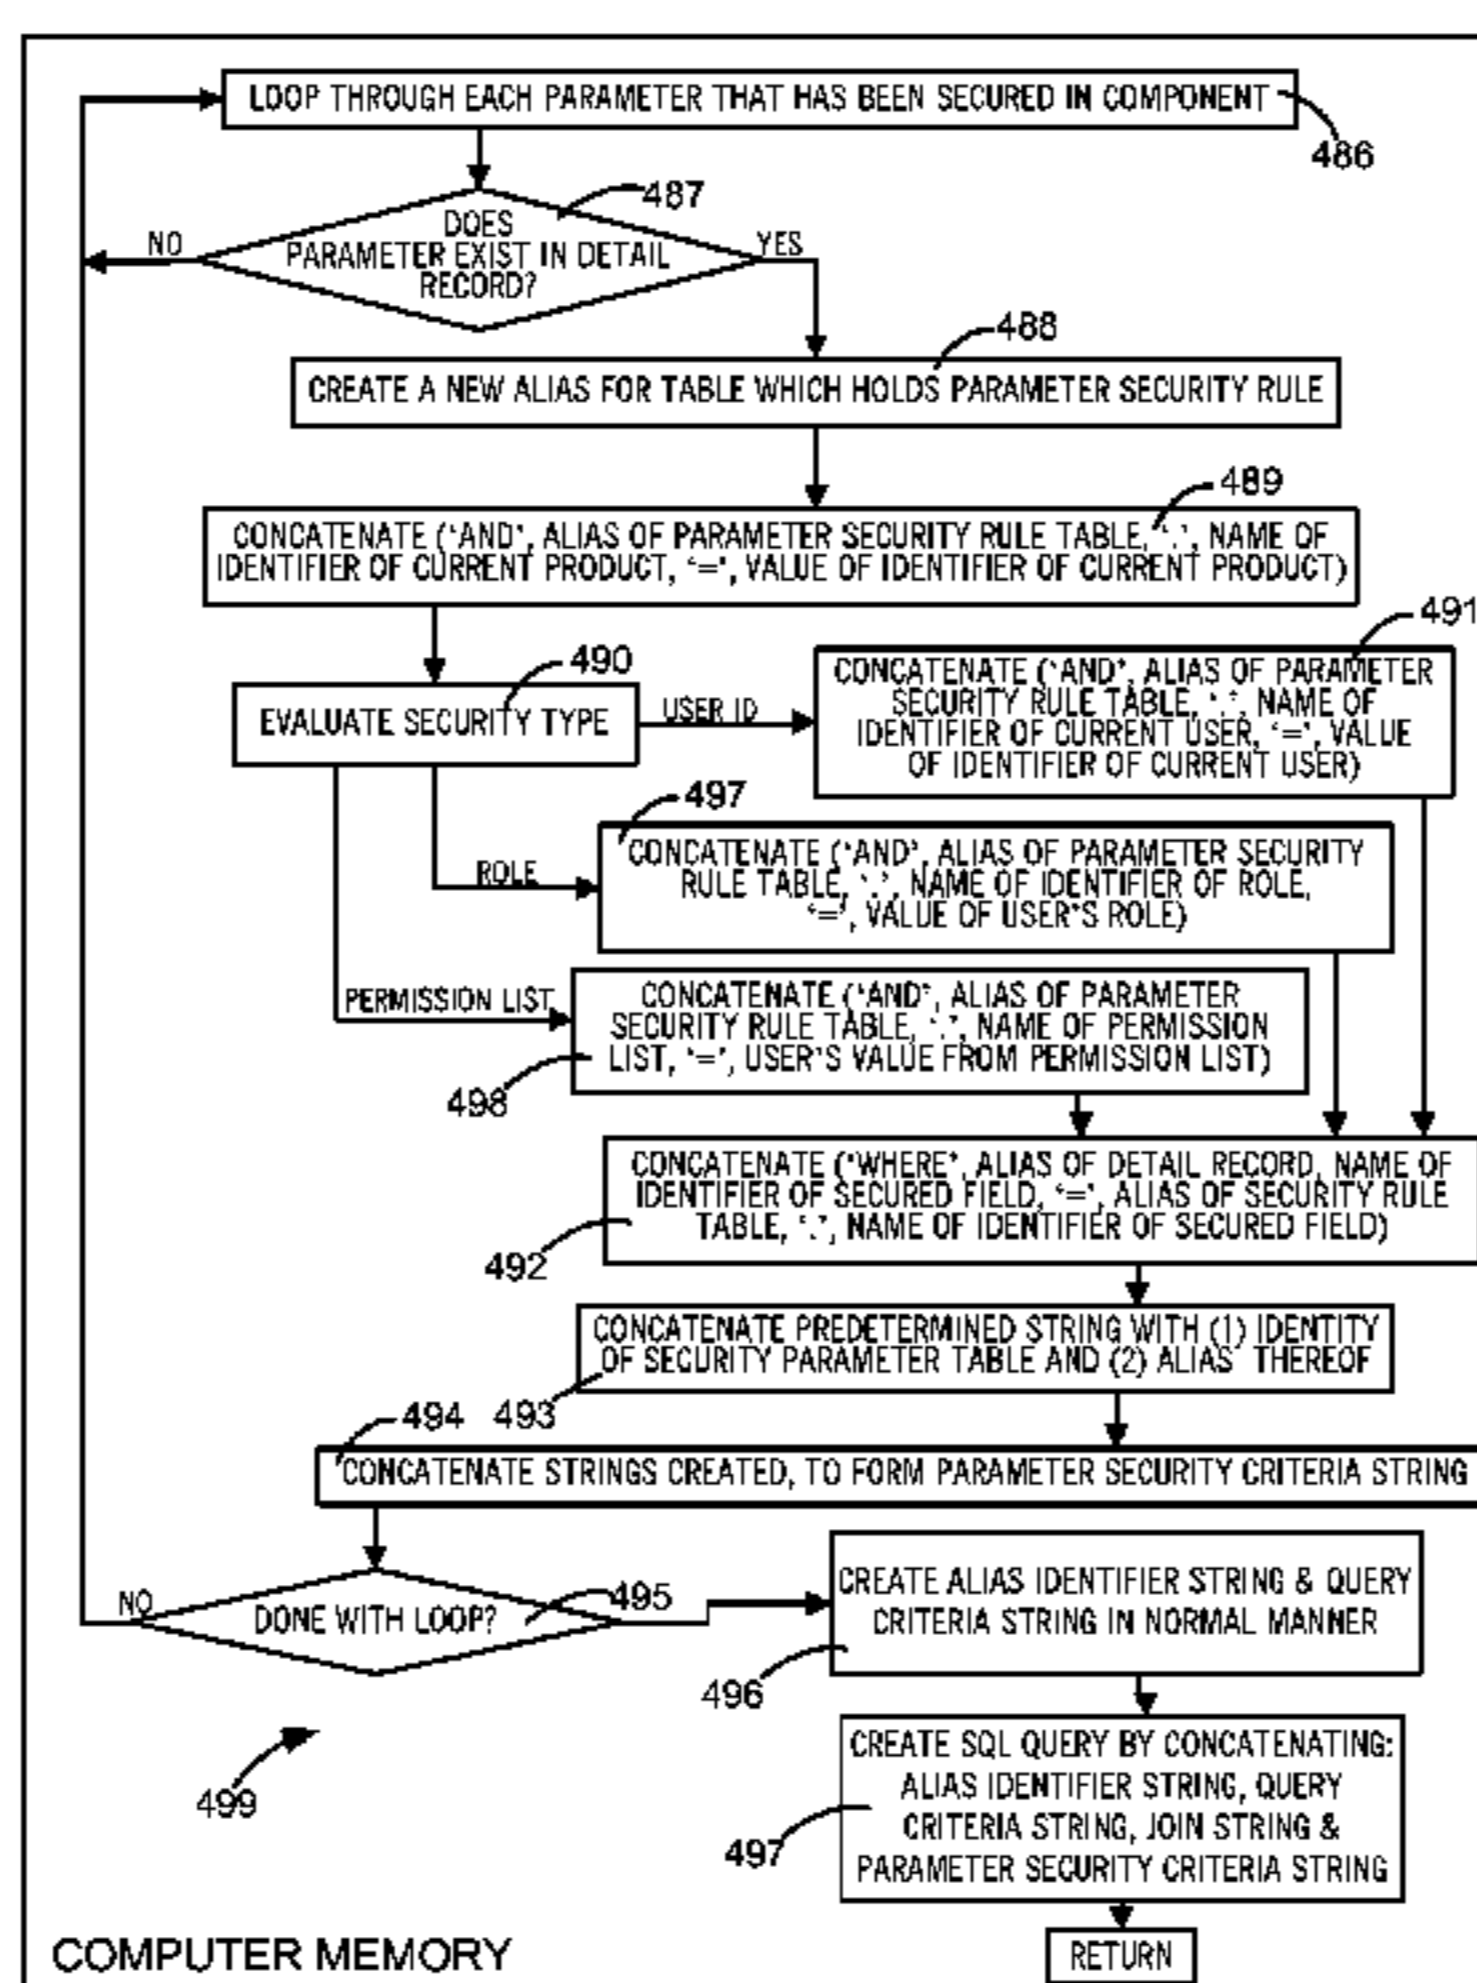 LOOP THROUGH EACH PARAMETER THAT HAS BEEN SECURED IN COMPONENT
486
487
DOES
PARAMETER EXIST IN DETAIL
RECORD?
NO
YES
488
CREATE A NEW ALIAS FOR TABLE WHICH HOLDS PARAMETER SECURITY RULE
489
CONCATENATE ('AND', ALIAS OF PARAMETER SECURITY RULE TABLE, '.', NAME OF
IDENTIFIER OF CURRENT PRODUCT, '=', VALUE OF IDENTIFIER OF CURRENT PRODUCT)
490
EVALUATE SECURITY TYPE
USER ID
491
CONCATENATE ('AND', ALIAS OF PARAMETER
SECURITY RULE TABLE, '.', NAME OF
IDENTIFIER OF CURRENT USER, '=', VALUE
OF IDENTIFIER OF CURRENT USER)
497
ROLE
CONCATENATE ('AND', ALIAS OF PARAMETER SECURITY
RULE TABLE, '.', NAME OF IDENTIFIER OF ROLE,
'=', VALUE OF USER'S ROLE)
PERMISSION LIST
CONCATENATE ('AND', ALIAS OF PARAMETER
SECURITY RULE TABLE, '.', NAME OF PERMISSION
LIST, '=', USER'S VALUE FROM PERMISSION LIST)
498
CONCATENATE ('WHERE', ALIAS OF DETAIL RECORD, NAME OF
IDENTIFIER OF SECURED FIELD, '=', ALIAS OF SECURITY RULE
TABLE, '.', NAME OF IDENTIFIER OF SECURED FIELD)
492
CONCATENATE PREDETERMINED STRING WITH (1) IDENTITY
OF SECURITY PARAMETER TABLE AND (2) ALIAS THEREOF
493
494
CONCATENATE STRINGS CREATED, TO FORM PARAMETER SECURITY CRITERIA STRING
NO
DONE WITH LOOP?
495
CREATE ALIAS IDENTIFIER STRING & QUERY
CRITERIA STRING IN NORMAL MANNER
496
CREATE SQL QUERY BY CONCATENATING:
ALIAS IDENTIFIER STRING, QUERY
CRITERIA STRING, JOIN STRING &
PARAMETER SECURITY CRITERIA STRING
497
499
RETURN
COMPUTER MEMORY